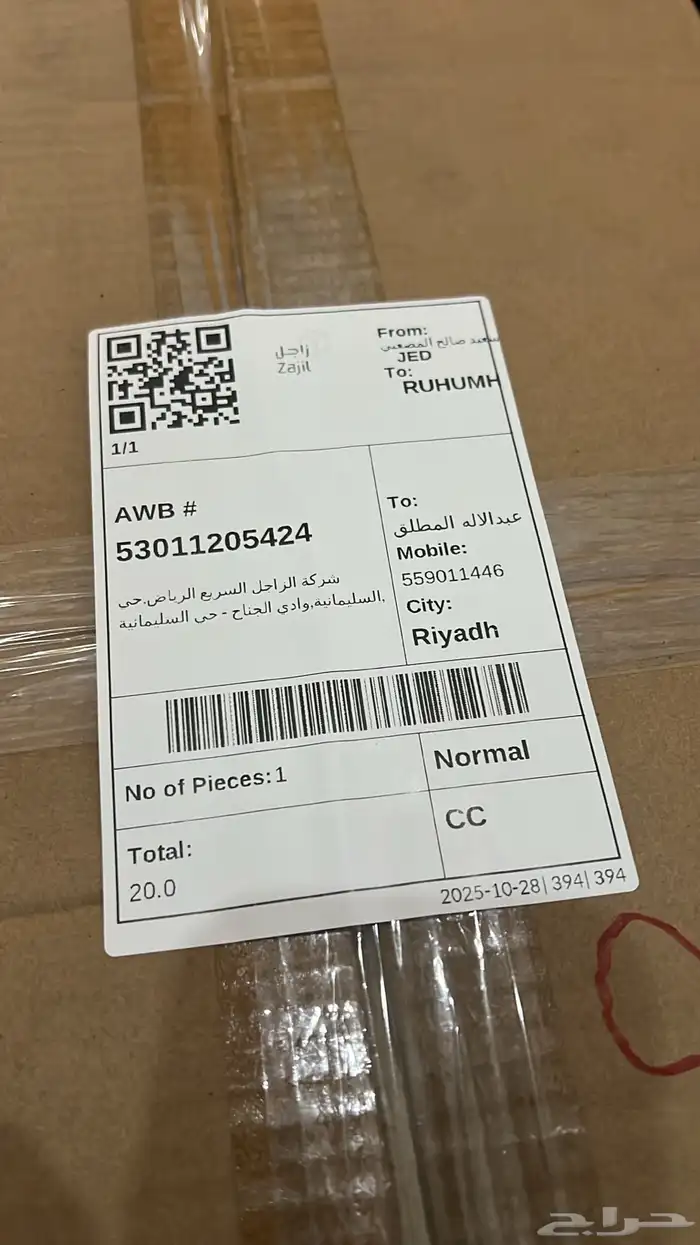 زاجل
Zajil
From:
سعيد صالح المصعبي
JED
To:
RUHUMH
1/1
AWB #
53011205424
شركة الزاجل السريع الرياض,حي
السليمانية,وادي الجناح - حي السليمانية,
To:
عبدالاله المطلق
Mobile:
559011446
City:
Riyadh
No of Pieces:1
Normal
Total:
20.0
CC
2025-10-28| 394| 394
حراج